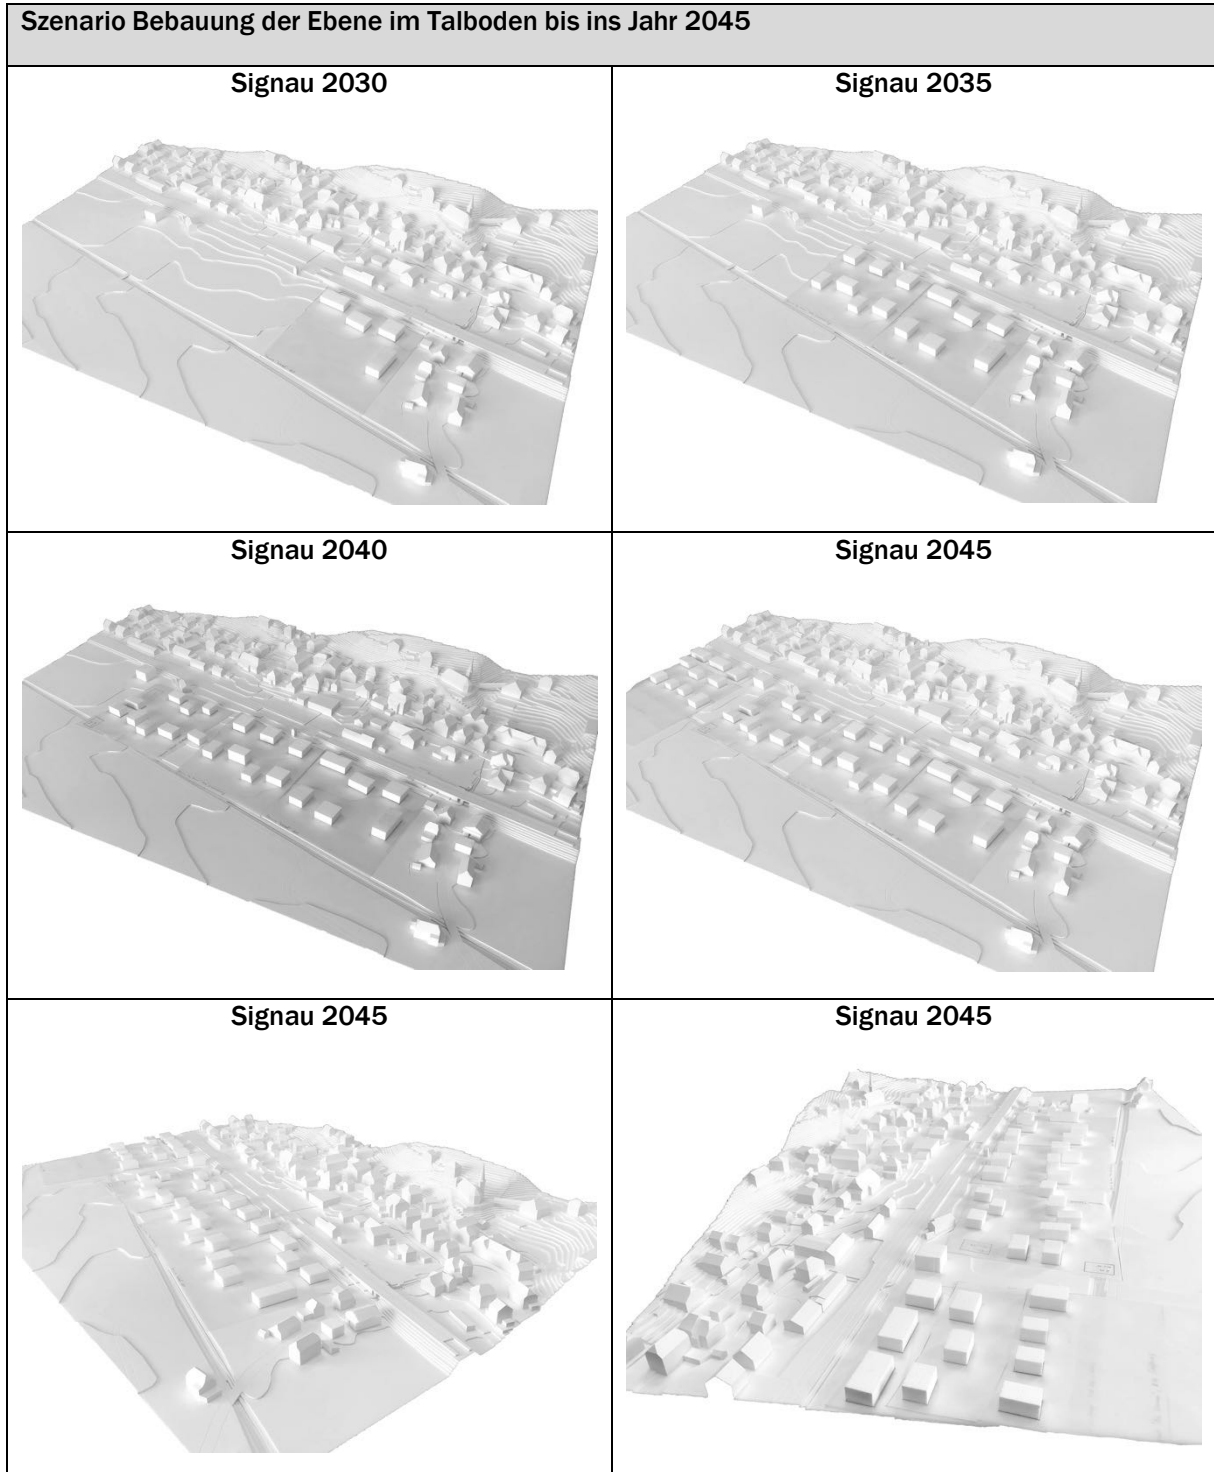 Szenario Bebauung der Ebene im Talboden bis ins Jahr 2045
Signau 2030
Signau 2035
Signau 2040
Signau 2045
Signau 2045
Signau 2045